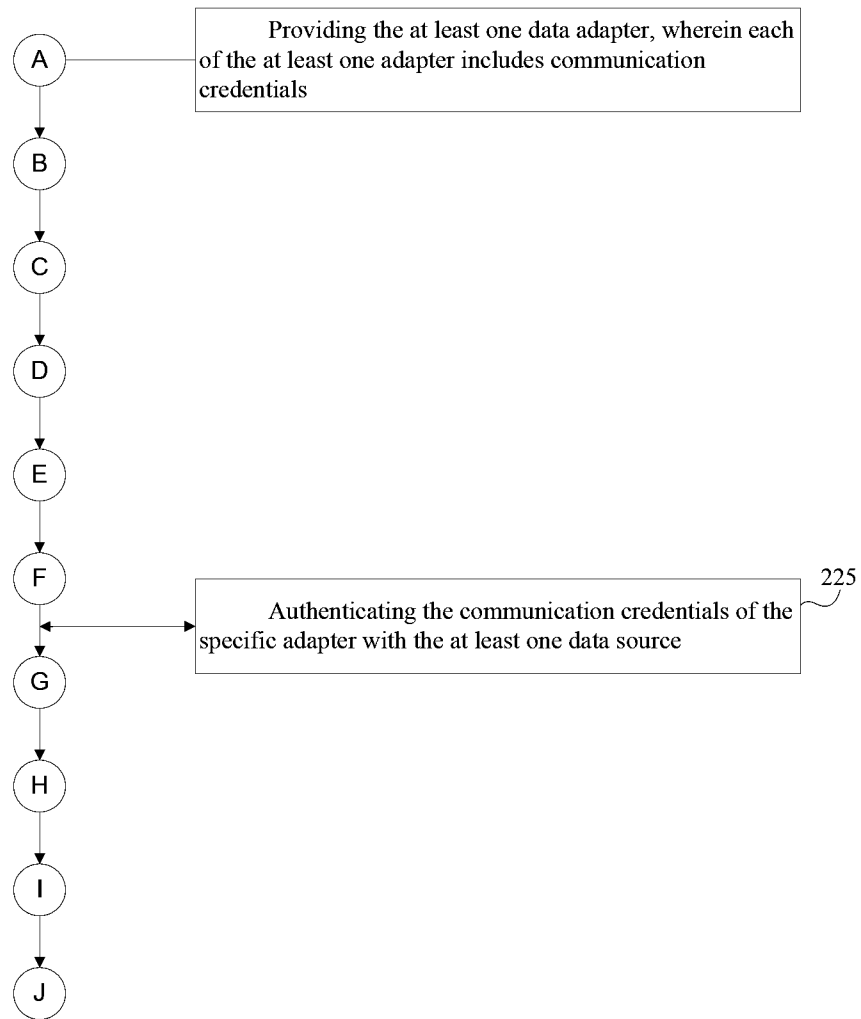 A
Providing the at least one data adapter, wherein each
of the at least one adapter includes communication
credentials
B
C
D
E
F
225
Authenticating the communication credentials of the
specific adapter with the at least one data source
G
H
I
J